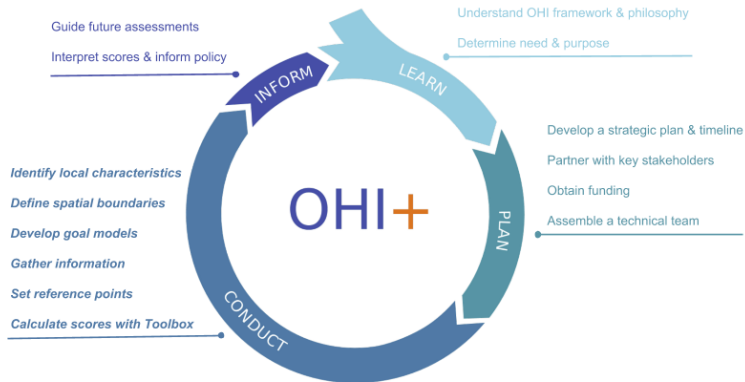 Guide future assessments
Interpret scores & inform policy
Understand OHI framework & philosophy
Determine need & purpose
INFORM
LEARN
Develop a strategic plan & timeline
Partner with key stakeholders
Obtain funding
Assemble a technical team
PLAN
Identify local characteristics
Define spatial boundaries
Develop goal models
Gather information
Set reference points
Calculate scores with Toolbox
CONDUCT
OHI+